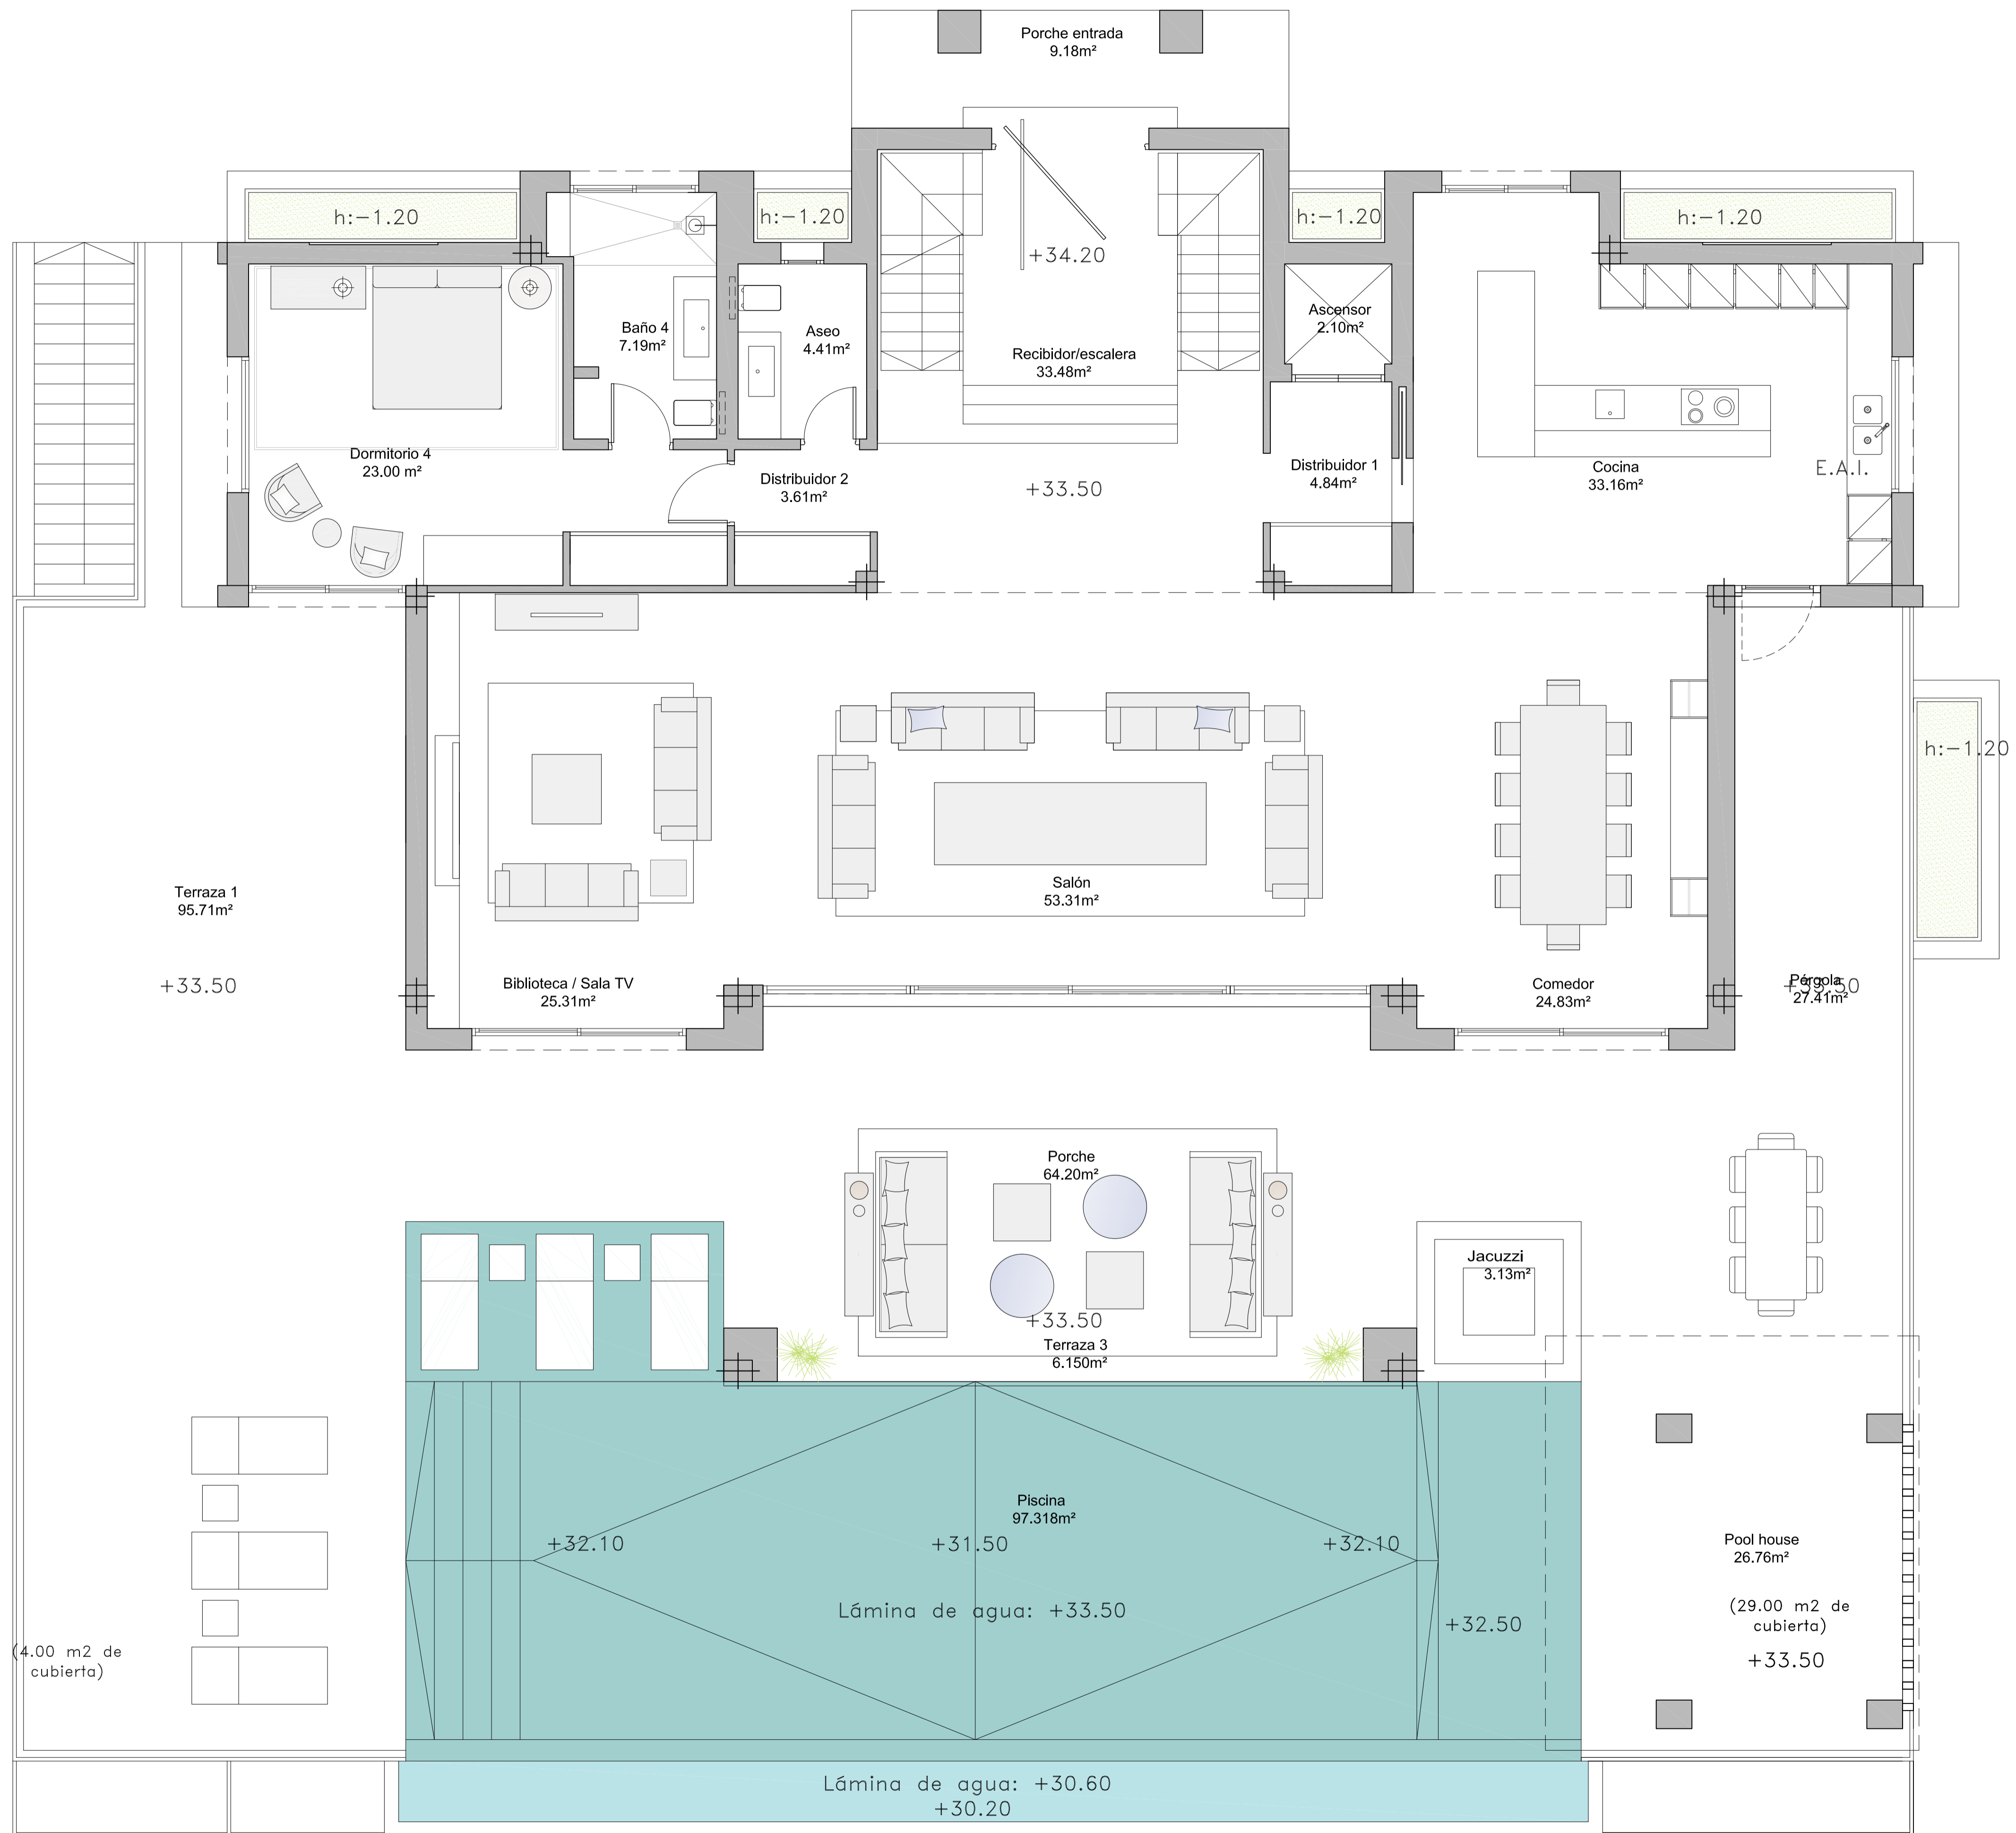 Porche entrada
9.18m²
h:-1.20
h:-1.20
h:-1.20
h:-1.20
+34.20
Baño 4
7.19m²
Aseo
4.41m²
Recibidor/escalera
33.48m²
Ascensor
2.10m²
Dormitorio 4
23.00 m²
Distribuidor 2
3.61m²
+33.50
Distribuidor 1
4.84m²
Cocina
33.16m²
E.A.I.
h:-1.20
Terraza 1
95.71m²
+33.50
Salón
53.31m²
Biblioteca / Sala TV
25.31m²
Comedor
24.83m²
Pérgola
+33.50
27.41m²
Porche
64.20m²
+33.50
Terraza 3
6.150m²
Jacuzzi
3.13m²
Piscina
97.318m²
+32.10
+31.50
+32.10
Lámina de agua: +33.50
+32.50
Pool house
26.76m²
(29.00 m2 de
cubierta)
+33.50
(4.00 m2 de
cubierta)
Lámina de agua: +30.60
+30.20